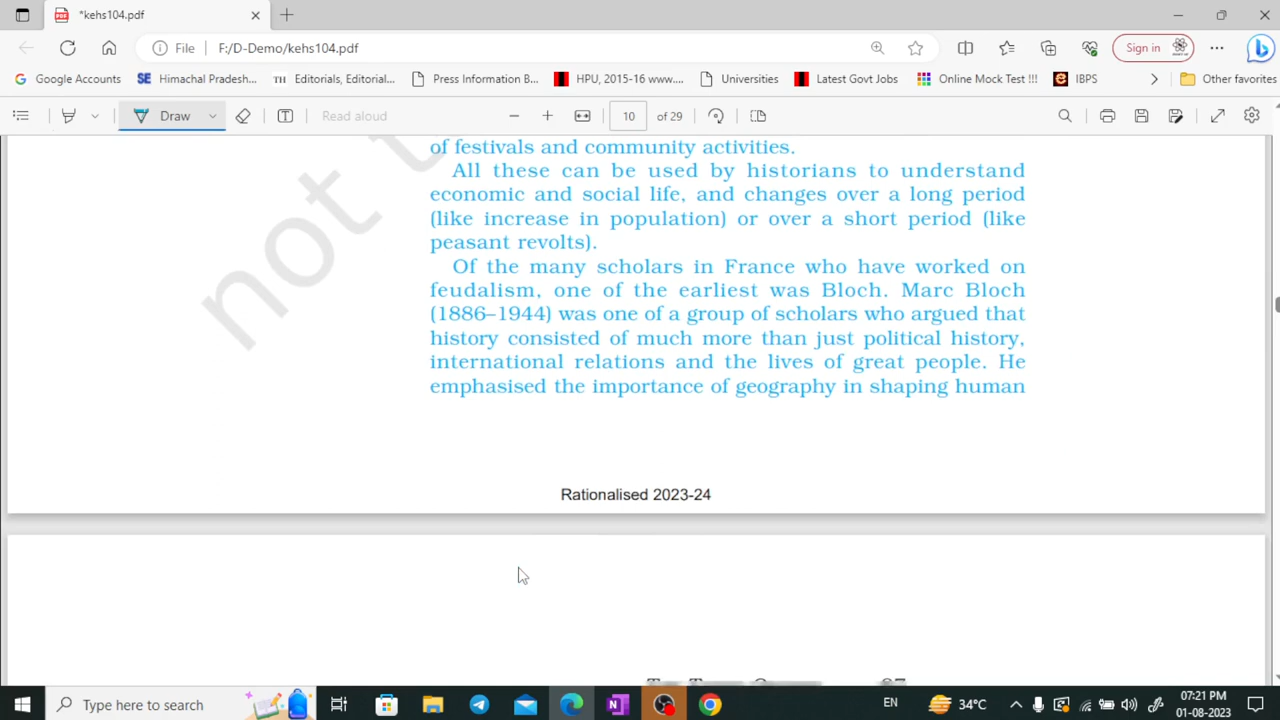 *kehs104.pdf
File
F:/D-Demo/kehs104.pdf
Sign in
Google Accounts
Himachal Pradesh...
Editorials, Editorial...
Press Information B...
HPU, 2015-16 www....
Universities
Latest Govt Jobs
Online Mock Test !!!
IBPS
Other favorites
Draw
Read aloud
10 of 29
not t
of festivals and community activities.
All these can be used by historians to understand
economic and social life, and changes over a long period
(like increase in population) or over a short period (like
peasant revolts).
Of the many scholars in France who have worked on
feudalism, one of the earliest was Bloch. Marc Bloch
(1886–1944) was one of a group of scholars who argued that
history consisted of much more than just political history,
international relations and the lives of great people. He
emphasised the importance of geography in shaping human
Rationalised 2023-24
Type here to search
EN
34°C
07:21 PM
01-08-2023